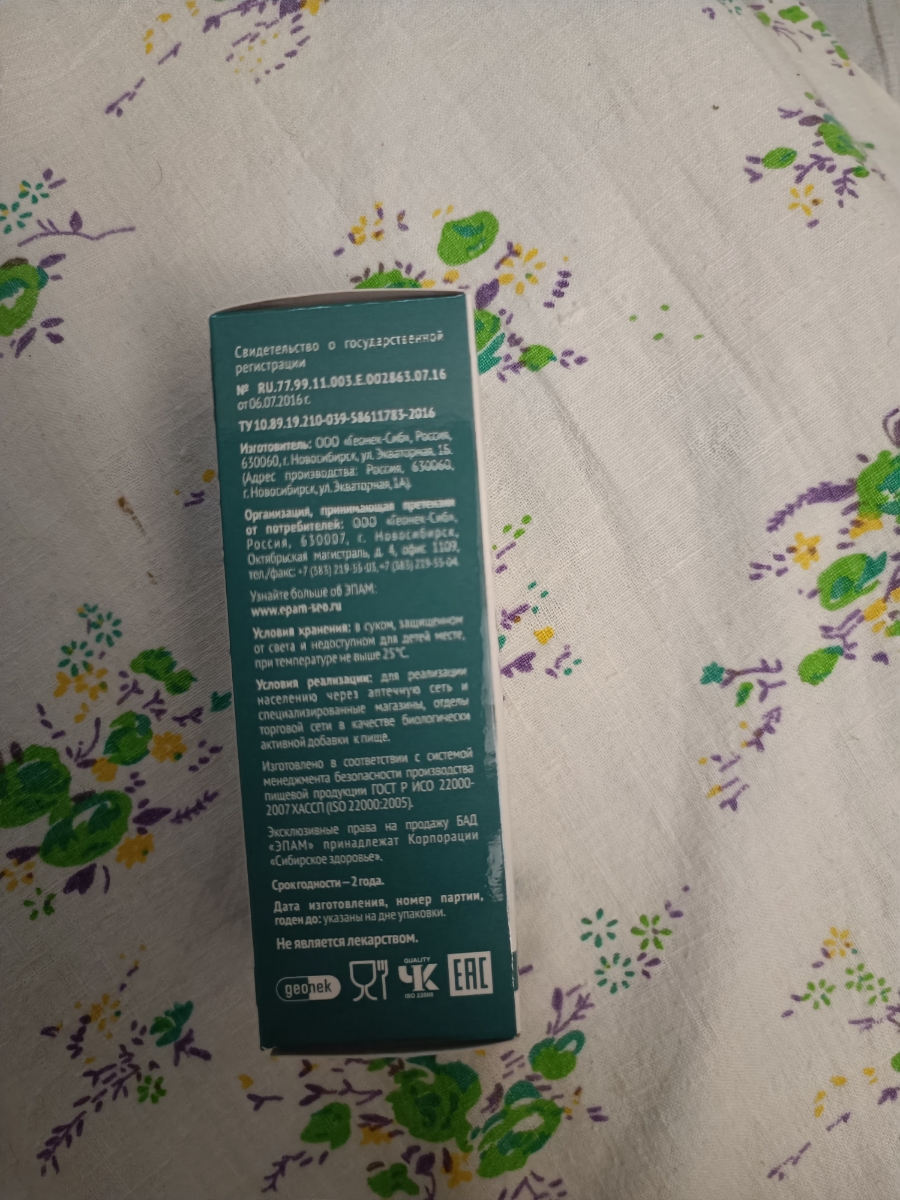 Свидетельство о государственной
регистрации
№ RU.77.99.11.003.Е.002863.07.16
от 06.07.2016 г.
ТУ 10.89.19.210-039-58611783-2016
Изготовитель: ООО «Геонек-Сиб», Россия,
630060, г. Новосибирск, ул. Экваторная, 1Б.
(Адрес производства: Россия, 630060,
г. Новосибирск, ул. Экваторная, 1А).
Организация, принимающая претензии
от потребителей: ООО «Геонек-Сиб»,
Россия, 630007, г. Новосибирск,
Октябрьская магистраль, д. 4, офис 1109,
тел./факс: +7 (383) 219-55-03, +7 (383) 219-55-04.
Узнайте больше об ЭПАМ:
www.epam-seo.ru
Условия хранения: в сухом, защищенном
от света и недоступном для детей месте,
при температуре не выше 25°С.
Условия реализации: для реализации
населению через аптечную сеть и
специализированные магазины, отделы
торговой сети в качестве биологически
активной добавки к пище.
Изготовлено в соответствии с системой
менеджмента безопасности производства
пищевой продукции ГОСТ Р ИСО 22000-
2007 ХАССП (ISO 22000:2005).
Эксклюзивные права на продажу БАД
«ЭПАМ» принадлежат Корпорации
«Сибирское здоровье».
Срок годности – 2 года.
Дата изготовления, номер партии,
годен до: указаны на дне упаковки.
Не является лекарством.
geonek
QUALITY
ЧК
ISO 22000
EAC